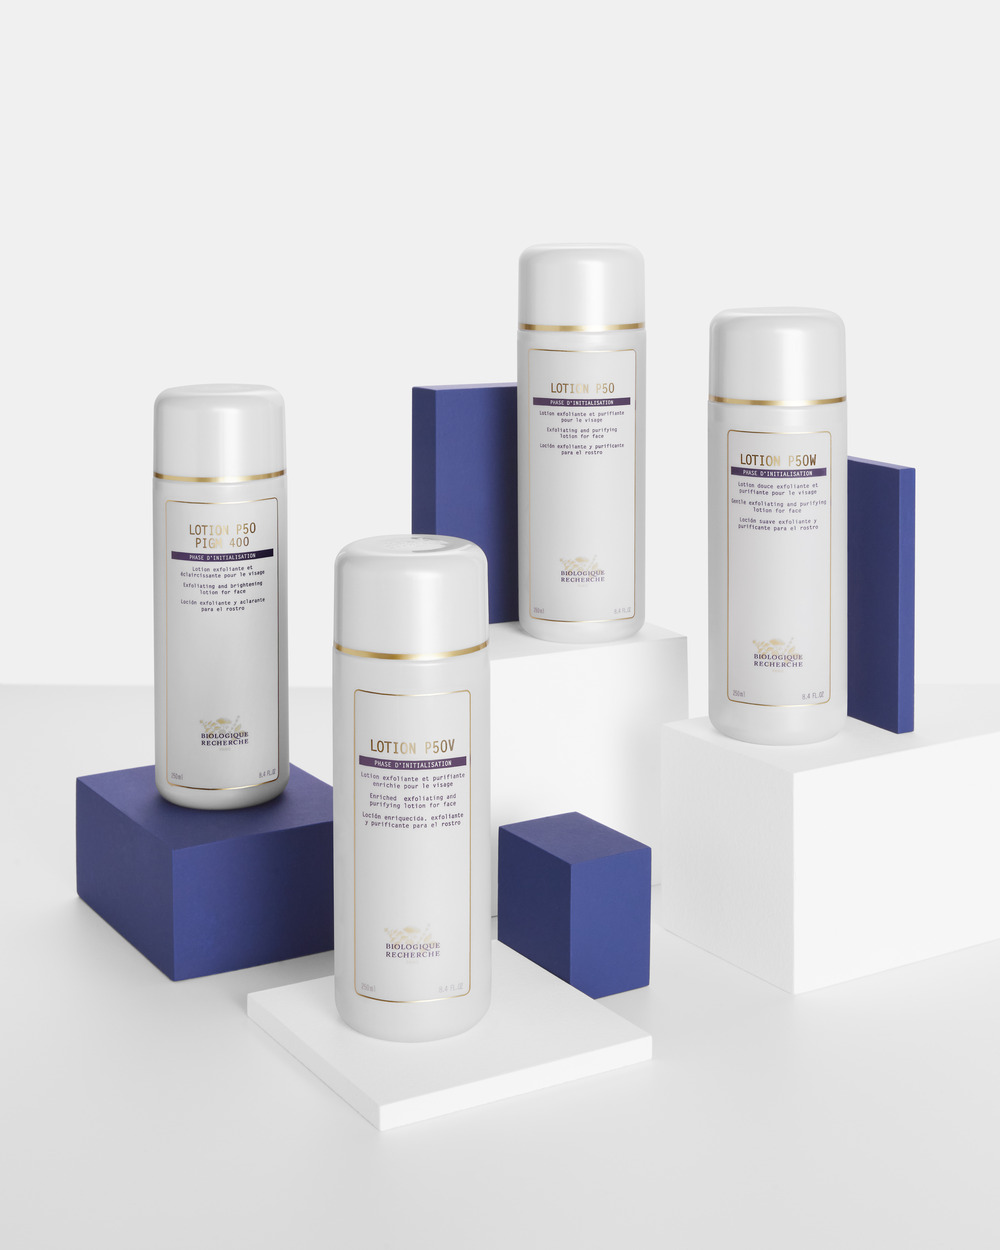 LOTION P50
PIGM 400
PHASE D'INITIALISATION
Lotion exfoliante et
éclaircissante pour le visage
Exfoliating and brightening
lotion for face
Loción exfoliante y aclarante
para el rostro
BIOLOGIQUE
RECHERCHE
250ml
8.4 FL.OZ
LOTION P50V
PHASE D'INITIALISATION
Lotion exfoliante et purifiante
enrichie pour le visage
Enriched exfoliating and
purifying lotion for face
Loción enriquecida, exfoliante
y purificante para el rostro
BIOLOGIQUE
RECHERCHE
250ml
8.4 FL.OZ
LOTION P50
PHASE D'INITIALISATION
Lotion exfoliante et purifiante
pour le visage
Exfoliating and purifying
lotion for face
Loción exfoliante y purificante
para el rostro
BIOLOGIQUE
RECHERCHE
250ml
8.4 FL.OZ
LOTION P50W
PHASE D'INITIALISATION
Lotion douce exfoliante et
purifiante pour le visage
Gentle exfoliating and purifying
lotion for face
Loción suave exfoliante y
purificante para el rostro
BIOLOGIQUE
RECHERCHE
250ml
8.4 FL.OZ